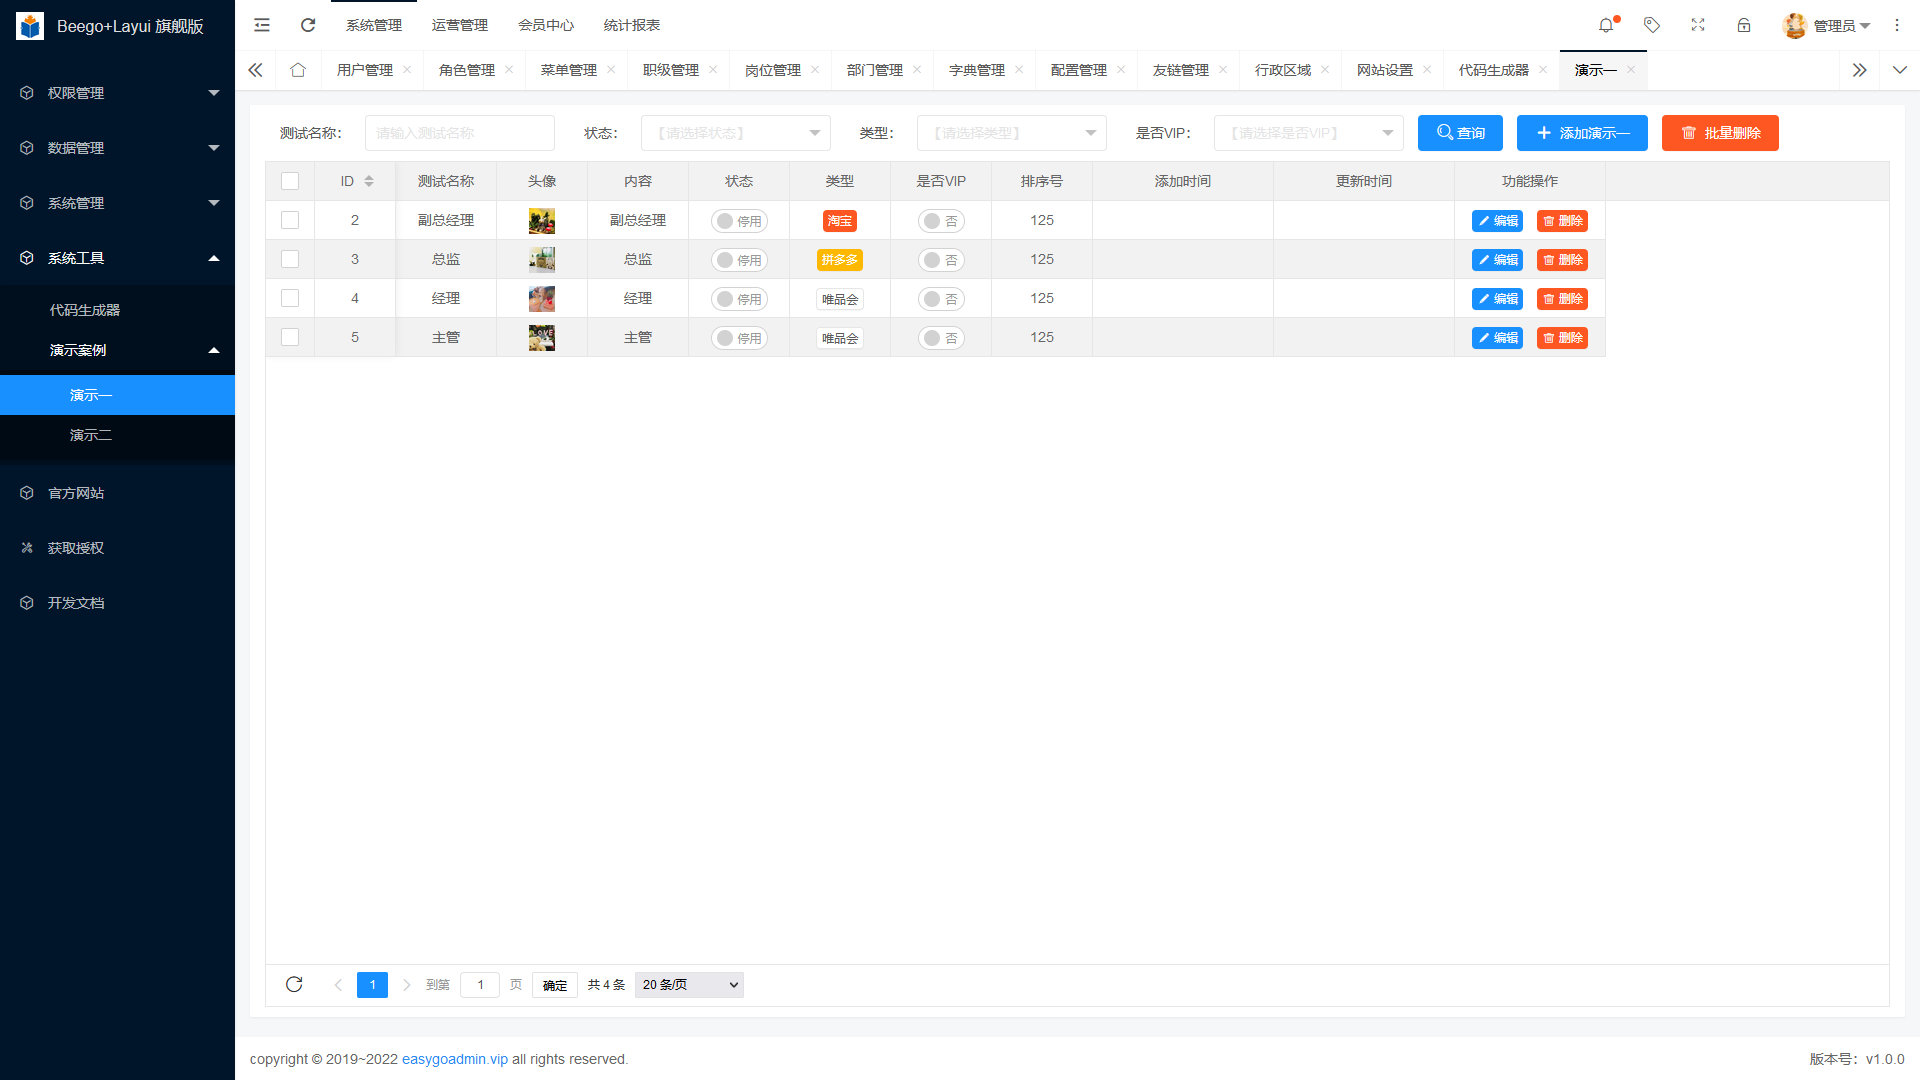 Beego+Layui 旗舰版
系统管理 运营管理 会员中心 统计报表 管理员
用户管理 角色管理 菜单管理 职级管理 岗位管理 部门管理 字典管理 配置管理 友链管理 行政区域 网站设置 代码生成器 演示一
权限管理
数据管理
系统管理
系统工具
代码生成器
演示案例
演示一
演示二
官方网站
获取授权
开发文档
测试名称： 请输入测试名称 状态： 【请选择状态】 类型： 【请选择类型】 是否VIP： 【请选择是否VIP】 查询 添加演示一 批量删除
ID 测试名称 头像 内容 状态 类型 是否VIP 排序号 添加时间 更新时间 功能操作
2 副总经理 副总经理 停用 淘宝 否 125 编辑 删除
3 总监 总监 停用 拼多多 否 125 编辑 删除
4 经理 经理 停用 唯品会 否 125 编辑 删除
5 主管 主管 停用 唯品会 否 125 编辑 删除
1 到第 1 页 确定 共 4 条 20 条/页
copyright © 2019~2022 easygoadmin.vip all rights reserved. 版本号：v1.0.0